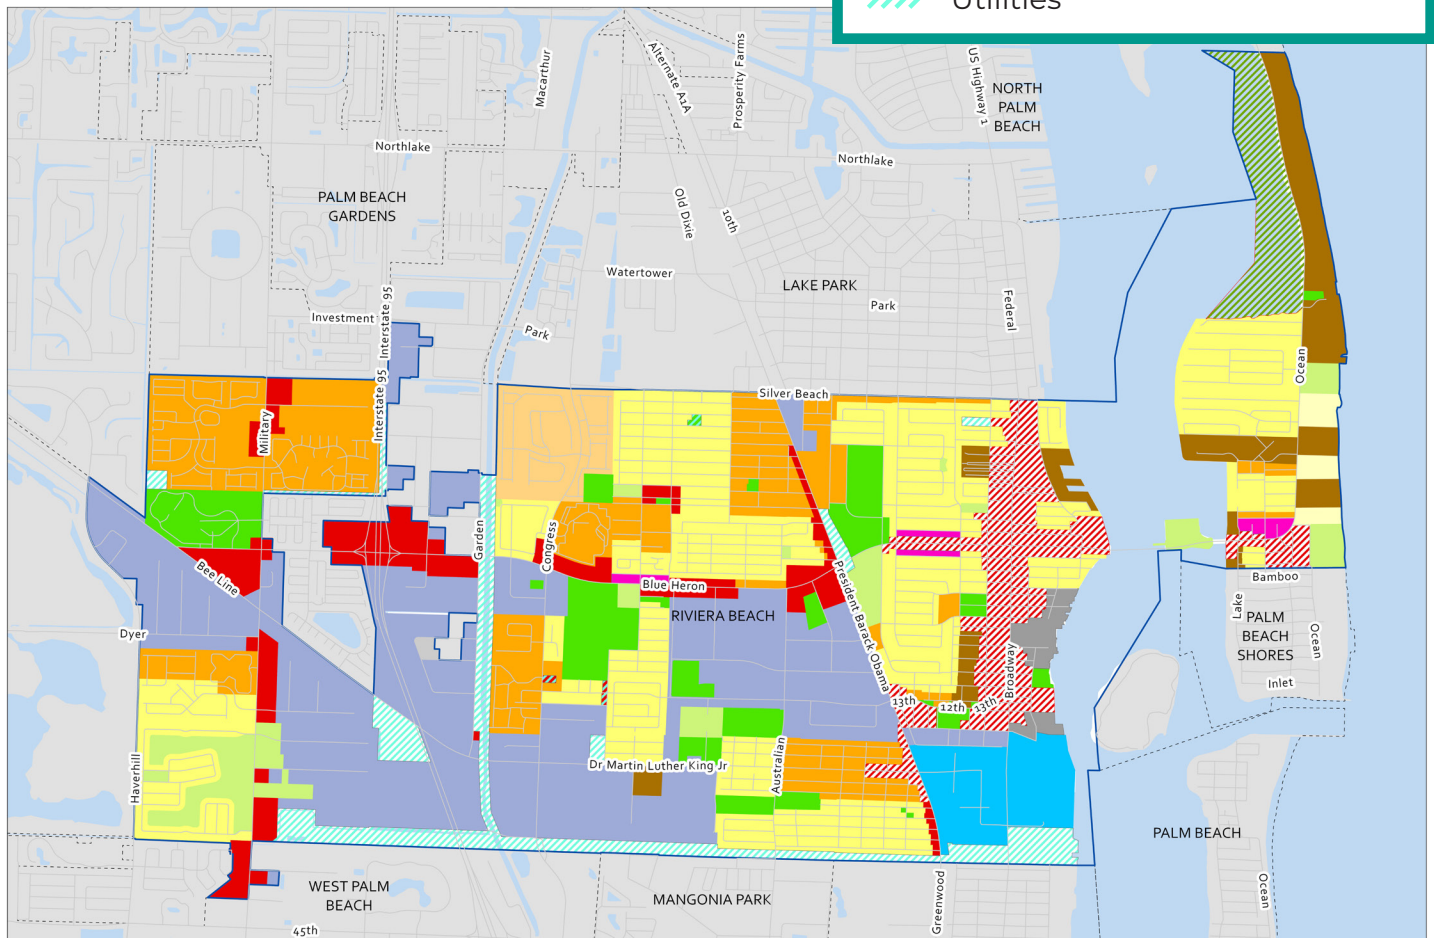 Utilities
Macarthur
Alternate A1A
Prosperity Farms
US Highway 1
NORTH
PALM
BEACH
Northlake
Northlake
PALM BEACH
GARDENS
Old Dixie
10th
Watertower
LAKE PARK
Park
Federal
Investment
Interstate 95
Park
Ocean
Interstate 95
Silver Beach
Military
Garden
Congress
Bee Line
Blue Heron
President Barack Obama
Bamboo
RIVIERA BEACH
Lake
PALM
BEACH
SHORES
Ocean
Dyer
Inlet
Broadway
13th
12th
13th
Haverhill
Dr Martin Luther King Jr
Australian
PALM BEACH
WEST PALM
BEACH
MANGONIA PARK
Greenwood
Ocean
45th